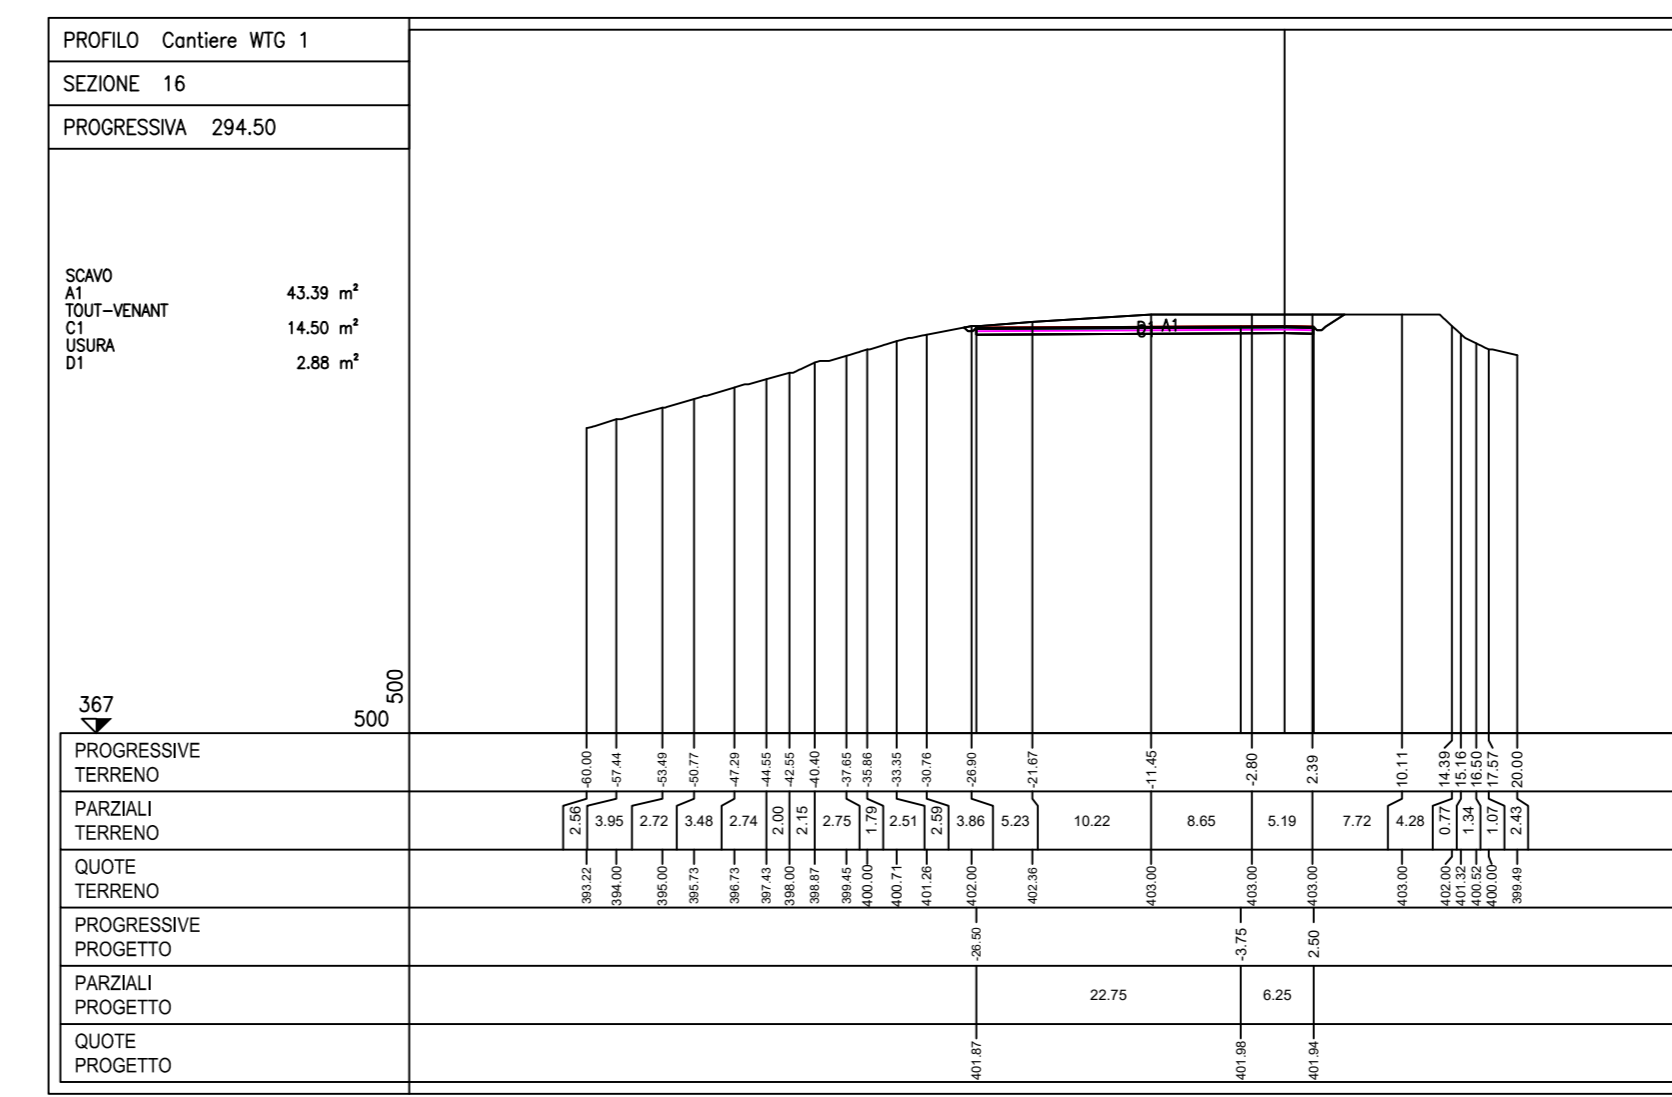 PROFILO Cantiere WTG 1
SEZIONE 16
PROGRESSIVA 294.50
SCAVO
A1 43.39 m²
TOUT-VENANT
C1 14.50 m²
USURA
D1 2.88 m²
A1
500
367
500
PROGRESSIVE
TERRENO
-60.00 -57.44 -53.49 -50.77 -47.29 -44.55 -42.55 -40.40 -37.65 -35.86 -33.35 -30.76 -26.90 -21.67 -11.45 -2.80 2.39 10.11 14.39 15.16 16.50 17.57 20.00
PARZIALI
TERRENO
2.56 3.95 2.72 3.48 2.74 2.00 2.15 2.75 1.79 2.51 2.59 3.86 5.23 10.22 8.65 5.19 7.72 4.28 0.77 1.34 1.07 2.43
QUOTE
TERRENO
393.22 394.00 395.00 395.73 396.73 397.43 398.00 398.87 399.45 400.00 400.71 401.26 402.00 402.36 403.00 403.00 403.00 403.00 402.00 401.32 400.52 400.00 399.49
PROGRESSIVE
PROGETTO
-26.50 -3.75 2.50
PARZIALI
PROGETTO
22.75 6.25
QUOTE
PROGETTO
401.87 401.98 401.94